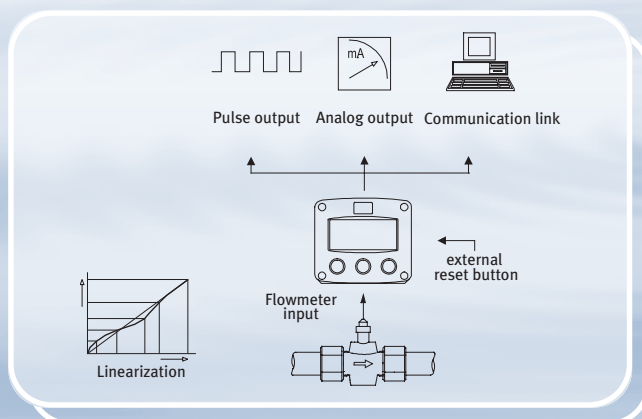 mA
Pulse output
Analog output
Communication link
external
reset button
Flowmeter
input
Linearization